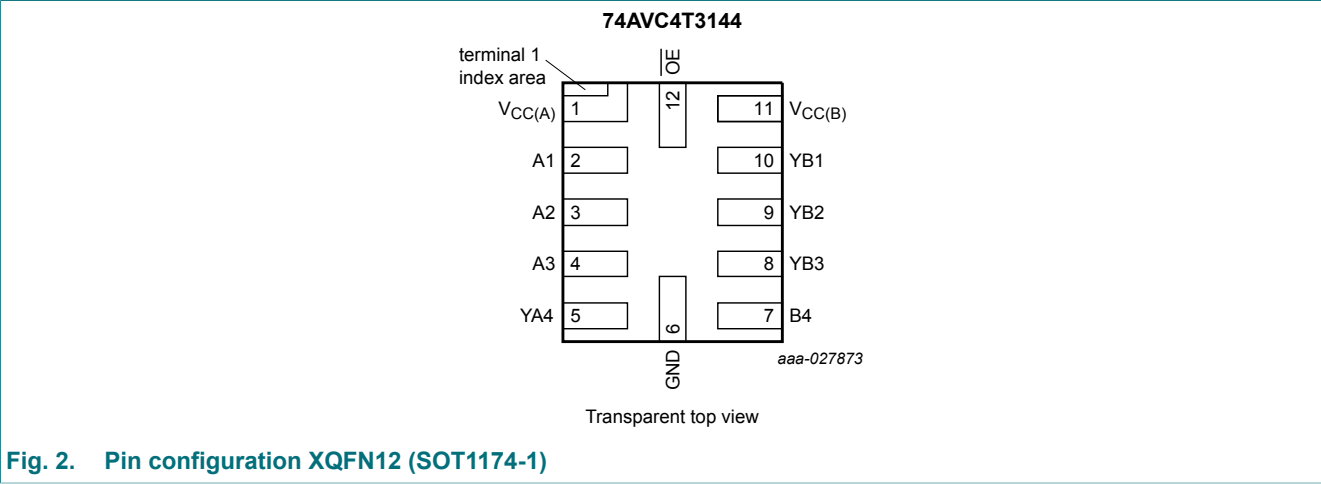 74AVC4T3144
terminal 1
index area
OE
VCC(A) 1 12 11 VCC(B)
A1 2 10 YB1
A2 3 9 YB2
A3 4 8 YB3
YA4 5 6 7 B4
GND
aaa-027873
Transparent top view
Fig. 2. Pin configuration XQFN12 (SOT1174-1)